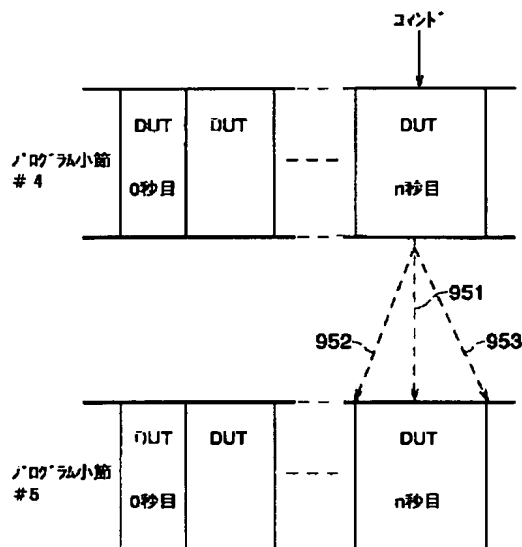 コマンド
DUT DUT DUT
プログラム小節
#4
0秒目 n秒目
951
952 953
DUT DUT DUT
プログラム小節
#5
0秒目 n秒目